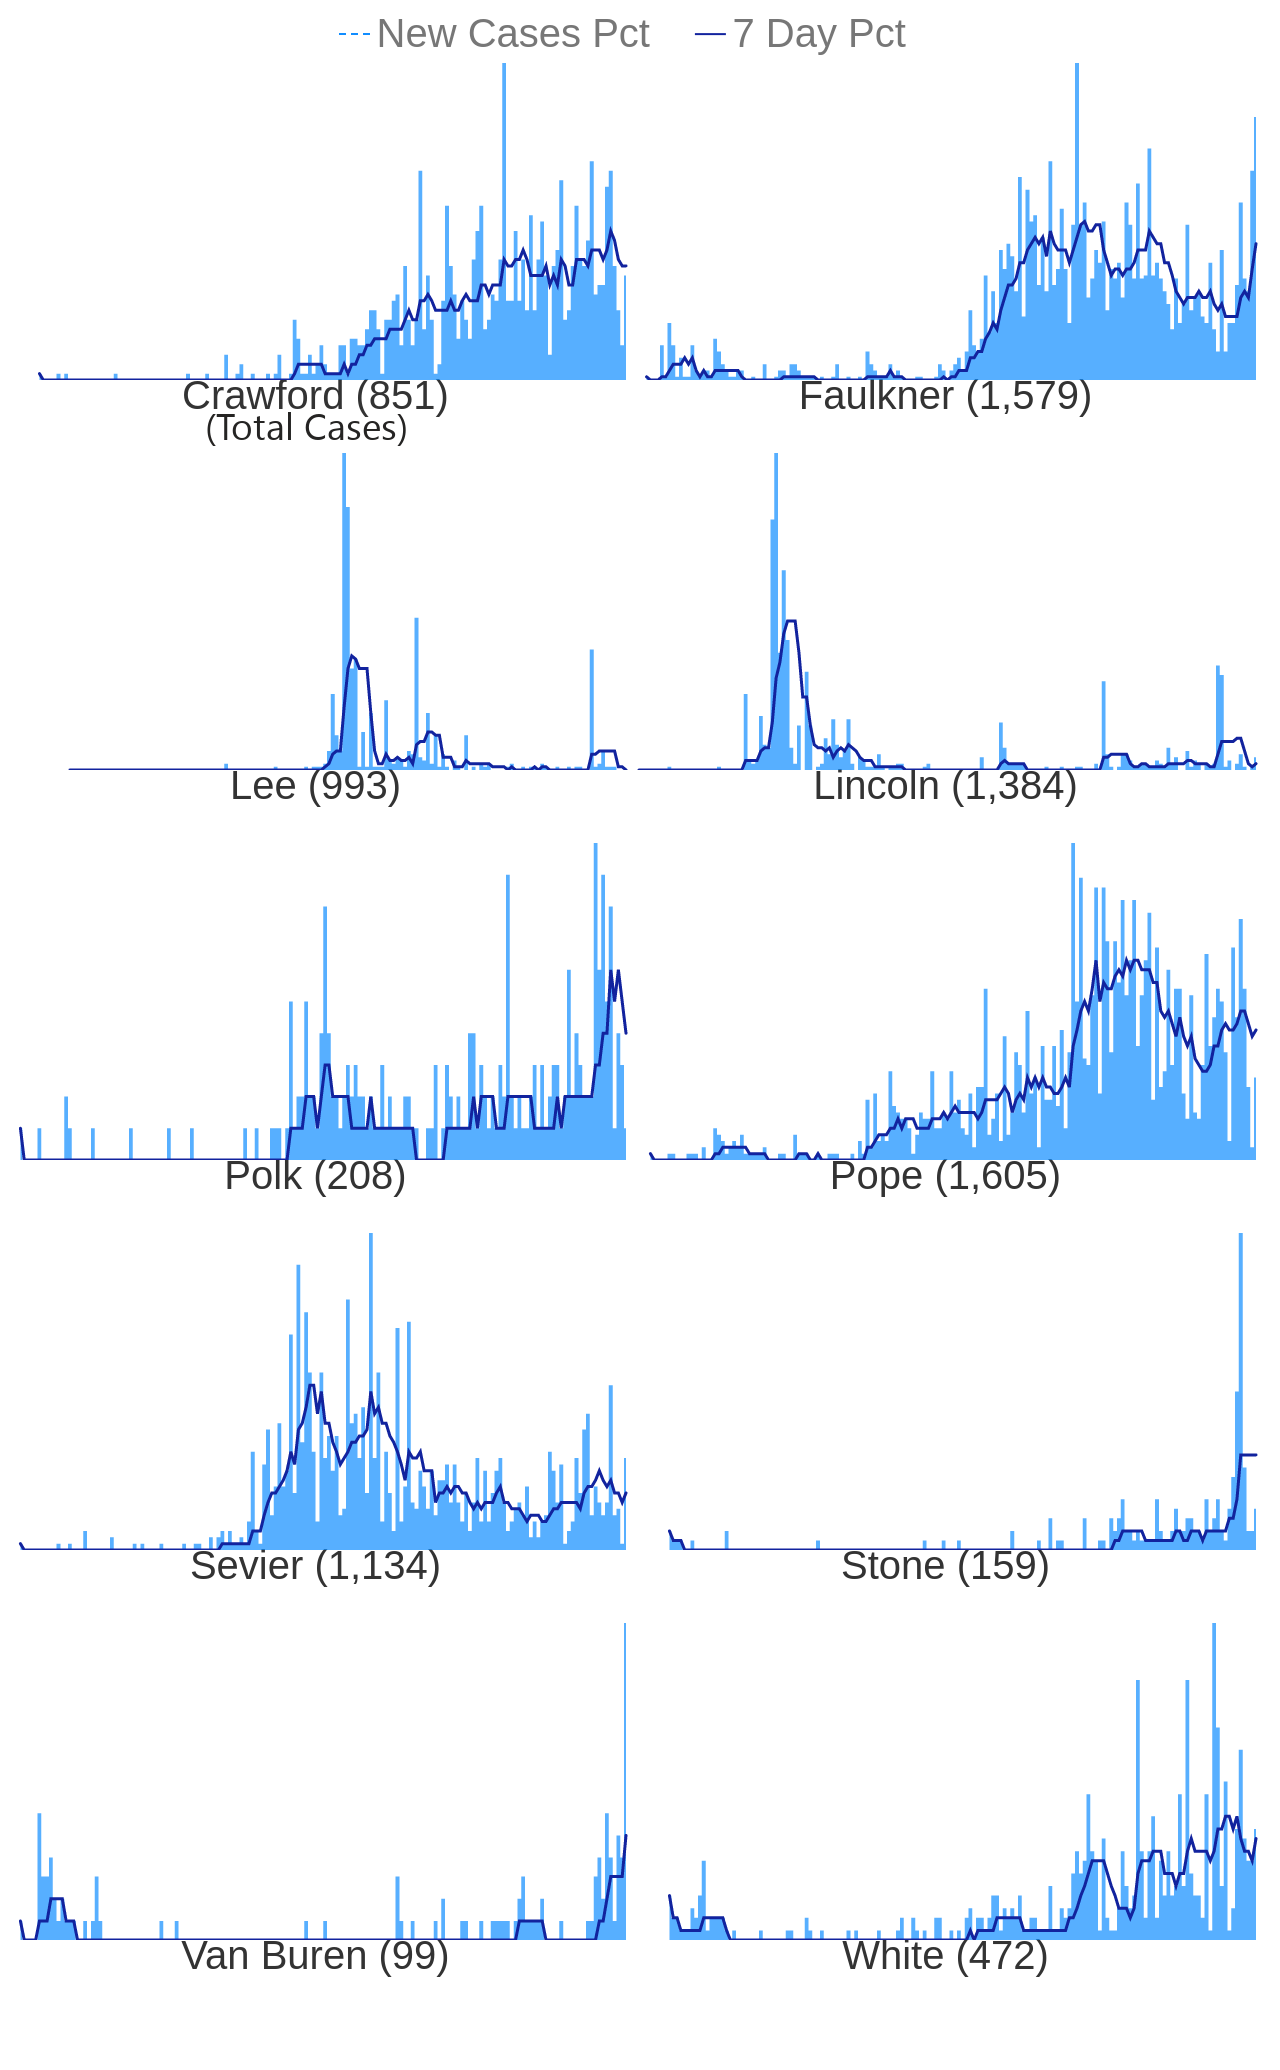 New Cases Pct 7 Day Pct
Crawford (851) Faulkner (1,579)
(Total Cases)
Lee (993) Lincoln (1,384)
Polk (208) Pope (1,605)
Sevier (1,134) Stone (159)
Van Buren (99) White (472)